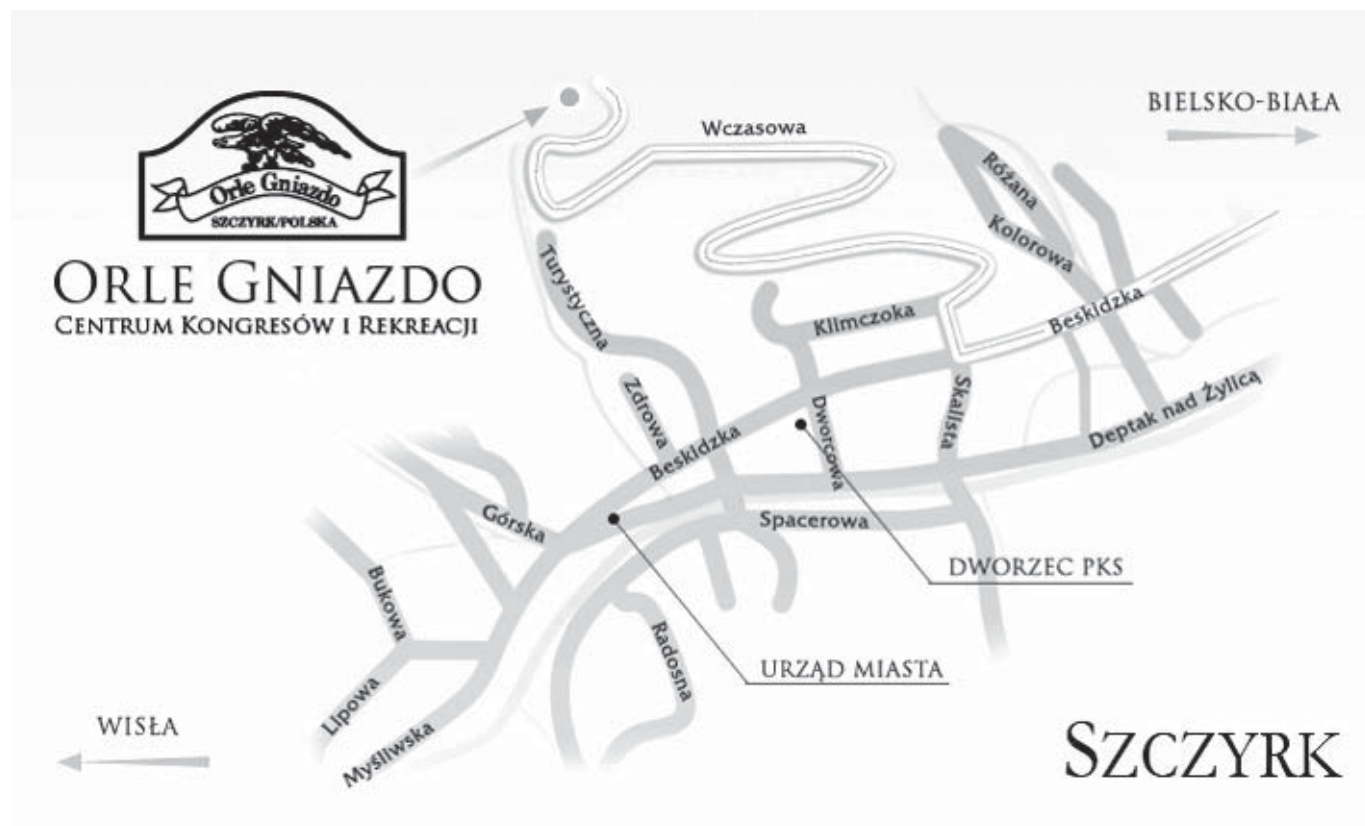 BIELSKO-BIAŁA
Wczasowa
Orle Gniazdo
SZCZYRK/POLSKA
ORLE GNIAZDO
CENTRUM KONGRESÓW I REKREACJI
Różana
Kolorowa
Turystyczna
Klimczoka
Beskidzka
Zdrowa
Dworcowa
Skalista
Deptak nad Żylicą
Beskidzka
Górska
Spacerowa
DWORZEC PKS
Bukowa
Radosna
URZĄD MIASTA
Lipowa
Myśliwska
WISŁA
SZCZYRK